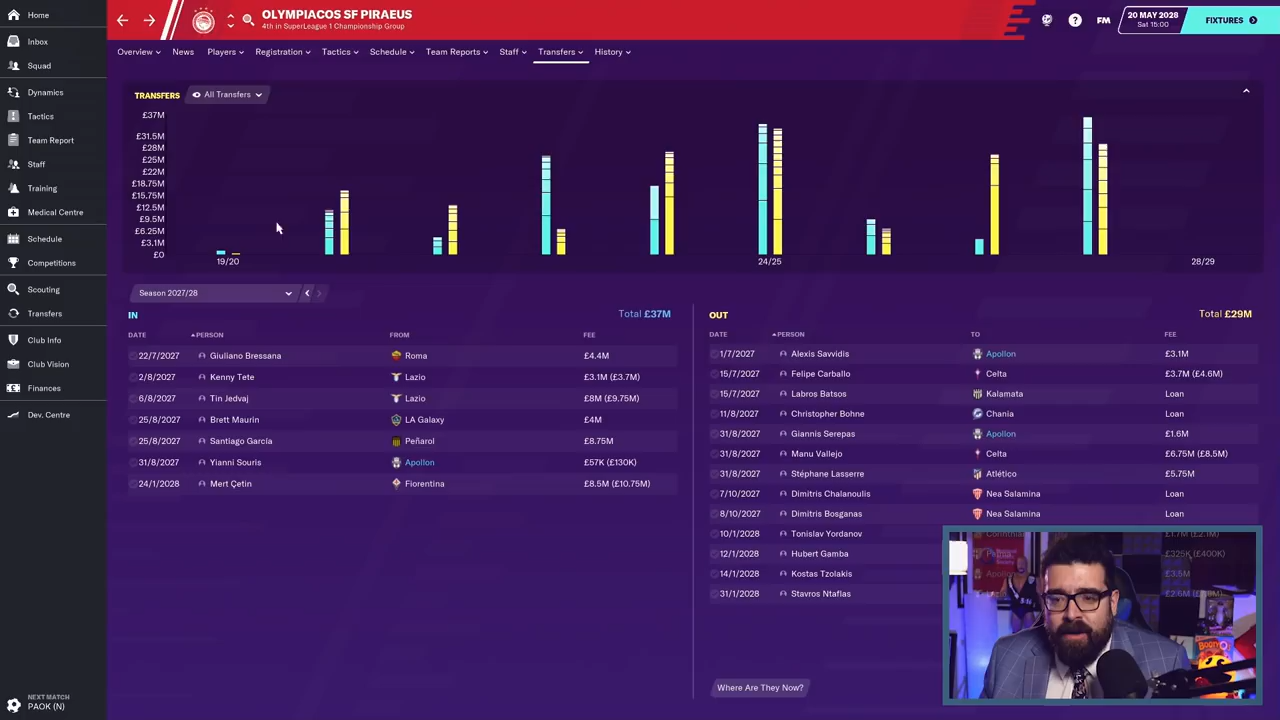 OLYMPIACOS SF PIRAEUS
4th in SuperLeague 1 Championship Group
FM
20 MAY 2028
Sat 15:00
FIXTURES
Home
Inbox
Squad
Dynamics
Tactics
Team Report
Staff
Training
Medical Centre
Schedule
Competitions
Scouting
Transfers
Club Info
Club Vision
Finances
Dev. Centre
NEXT MATCH
PAOK (N)
Overview News Players Registration Tactics Schedule Team Reports Staff Transfers History
TRANSFERS All Transfers
£37M
£31.5M
£28M
£25M
£22M
£18.75M
£15.75M
£12.5M
£9.5M
£6.25M
£3.1M
£0
19/20 24/25 28/29
Season 2027/28
IN Total £37M
DATE PERSON FROM FEE
22/7/2027 Giuliano Bressana Roma £4.4M
2/8/2027 Kenny Tete Lazio £3.1M (£3.7M)
6/8/2027 Tin Jedvaj Lazio £8M (£9.75M)
25/8/2027 Brett Maurin LA Galaxy £4M
25/8/2027 Santiago García Peñarol £8.75M
31/8/2027 Yianni Souris Apollon £57K (£130K)
24/1/2028 Mert Çetin Fiorentina £8.5M (£10.75M)
OUT Total £29M
DATE PERSON TO FEE
1/7/2027 Alexis Savvidis Apollon £3.1M
15/7/2027 Felipe Carballo Celta £3.7M (£4.6M)
15/7/2027 Labros Batsos Kalamata Loan
11/8/2027 Christopher Bohne Chania Loan
31/8/2027 Giannis Serepas Apollon £1.6M
31/8/2027 Manu Vallejo Celta £6.75M (£8.5M)
31/8/2027 Stéphane Lasserre Atlético £5.75M
7/10/2027 Dimitris Chalanoulis Nea Salamina Loan
8/10/2027 Dimitris Bosganas Nea Salamina Loan
10/1/2028 Tonislav Yordanov Corinthians £1.7M (£2.1M)
12/1/2028 Hubert Gamba £325K (£400K)
14/1/2028 Kostas Tzolakis £3.5M
31/1/2028 Stavros Ntaflas
Where Are They Now?